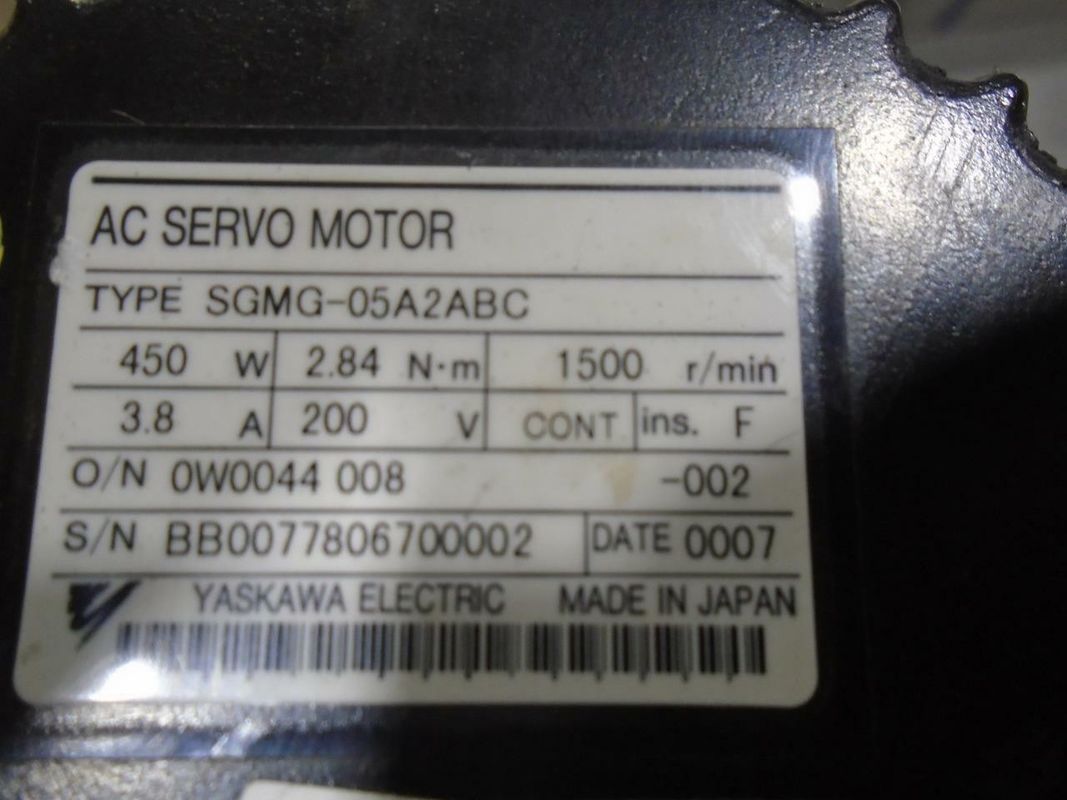 AC SERVO MOTOR
TYPE SGMG-05A2ABC
450 W 2.84 N·m 1500 r/min
3.8 A 200 V CONT ins. F
O/N 0W0044 008 -002
S/N BB0077806700002 DATE 0007
YASKAWA ELECTRIC MADE IN JAPAN